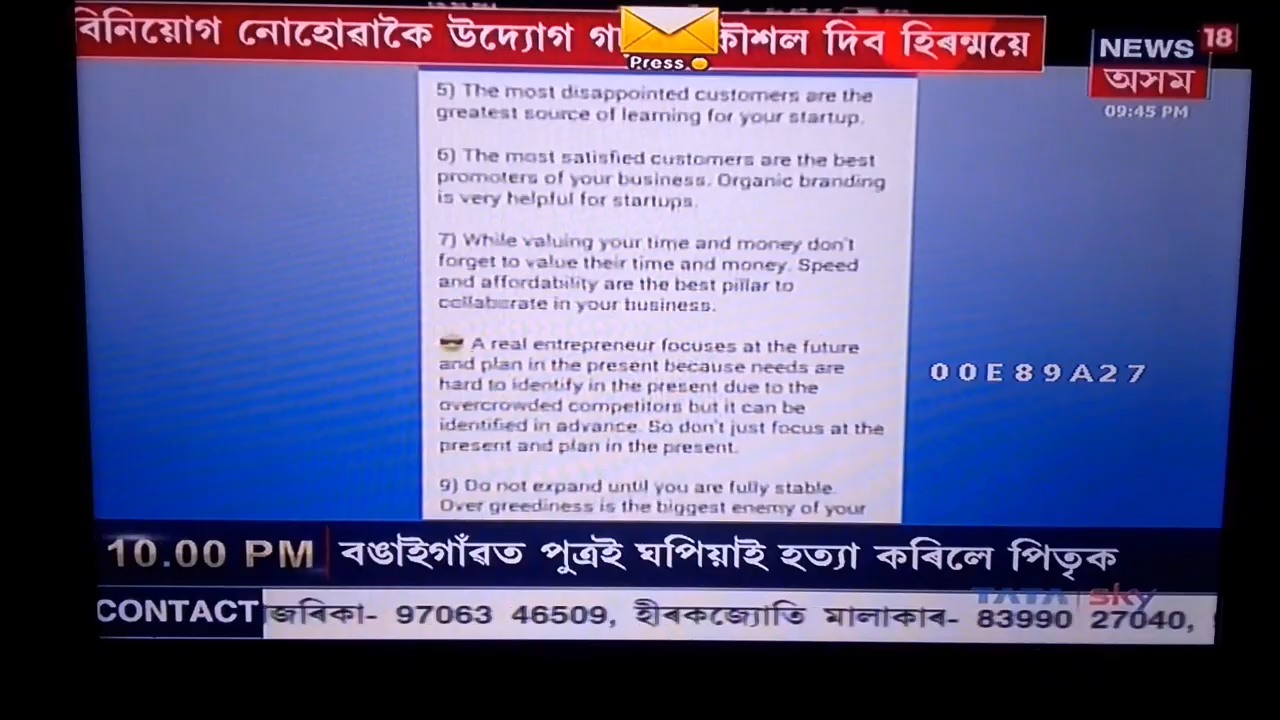 বিনিয়োগ নোহোৱাকৈ উদ্যোগ গা কৌশল দিব হিৰন্ময়ে
Press
NEWS 18
অসম
09:45 PM
5) The most disappointed customers are the
greatest source of learning for your startup.
6) The most satisfied customers are the best
promoters of your business. Organic branding
is very helpful for startups.
7) While valuing your time and money don't
forget to value their time and money. Speed
and affordability are the best pillar to
collaborate in your business.
😎 A real entrepreneur focuses at the future
and plan in the present because needs are
hard to identify in the present due to the
overcrowded competitors but it can be
identified in advance. So don't just focus at the
present and plan in the present.
00E89A27
9) Do not expand until you are fully stable.
Over greediness is the biggest enemy of your
10.00 PM বঙাইগাঁৱত পুত্ৰই ঘপিয়াই হত্যা কৰিলে পিতৃক
TATA sky
CONTACT জৰিকা- 97063 46509, হীৰকজ্যোতি মালাকাৰ- 83990 27040,